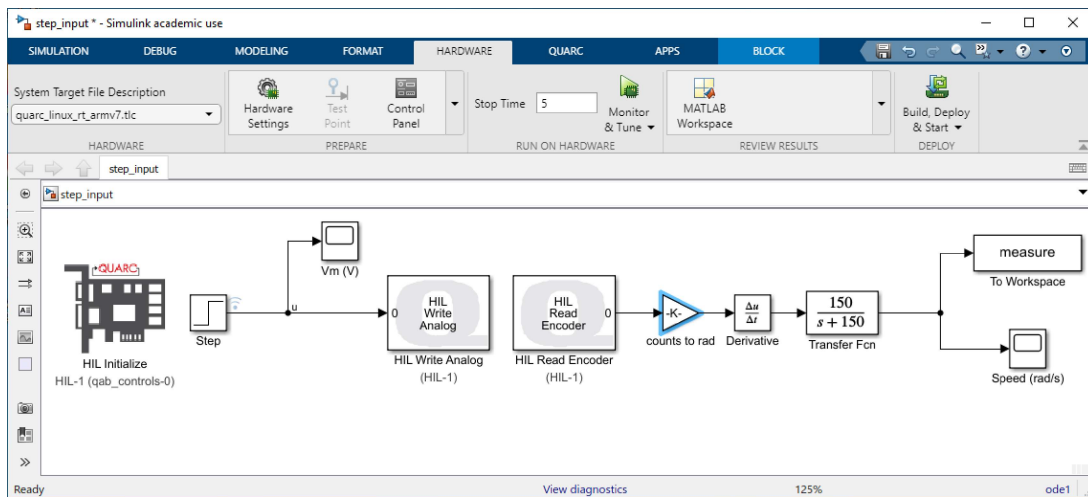 step_input * - Simulink academic use
SIMULATION DEBUG MODELING FORMAT HARDWARE QUARC APPS BLOCK
System Target File Description
quarc_linux_rt_armv7.tlc
Hardware
Settings
Test
Point
Control
Panel
Stop Time 5
Monitor
& Tune
MATLAB
Workspace
Build, Deploy
& Start
HARDWARE PREPARE RUN ON HARDWARE REVIEW RESULTS DEPLOY
step_input
step_input
QUARC
HIL Initialize
HIL-1 (qab_controls-0)
Step
Vm (V)
u
0
HIL
Write
Analog
HIL Write Analog
(HIL-1)
HIL
Read
Encoder
0
HIL Read Encoder
(HIL-1)
-K-
counts to rad
Δu
Δt
Derivative
150
s + 150
Transfer Fcn
measure
To Workspace
Speed (rad/s)
Ready View diagnostics 125% ode1